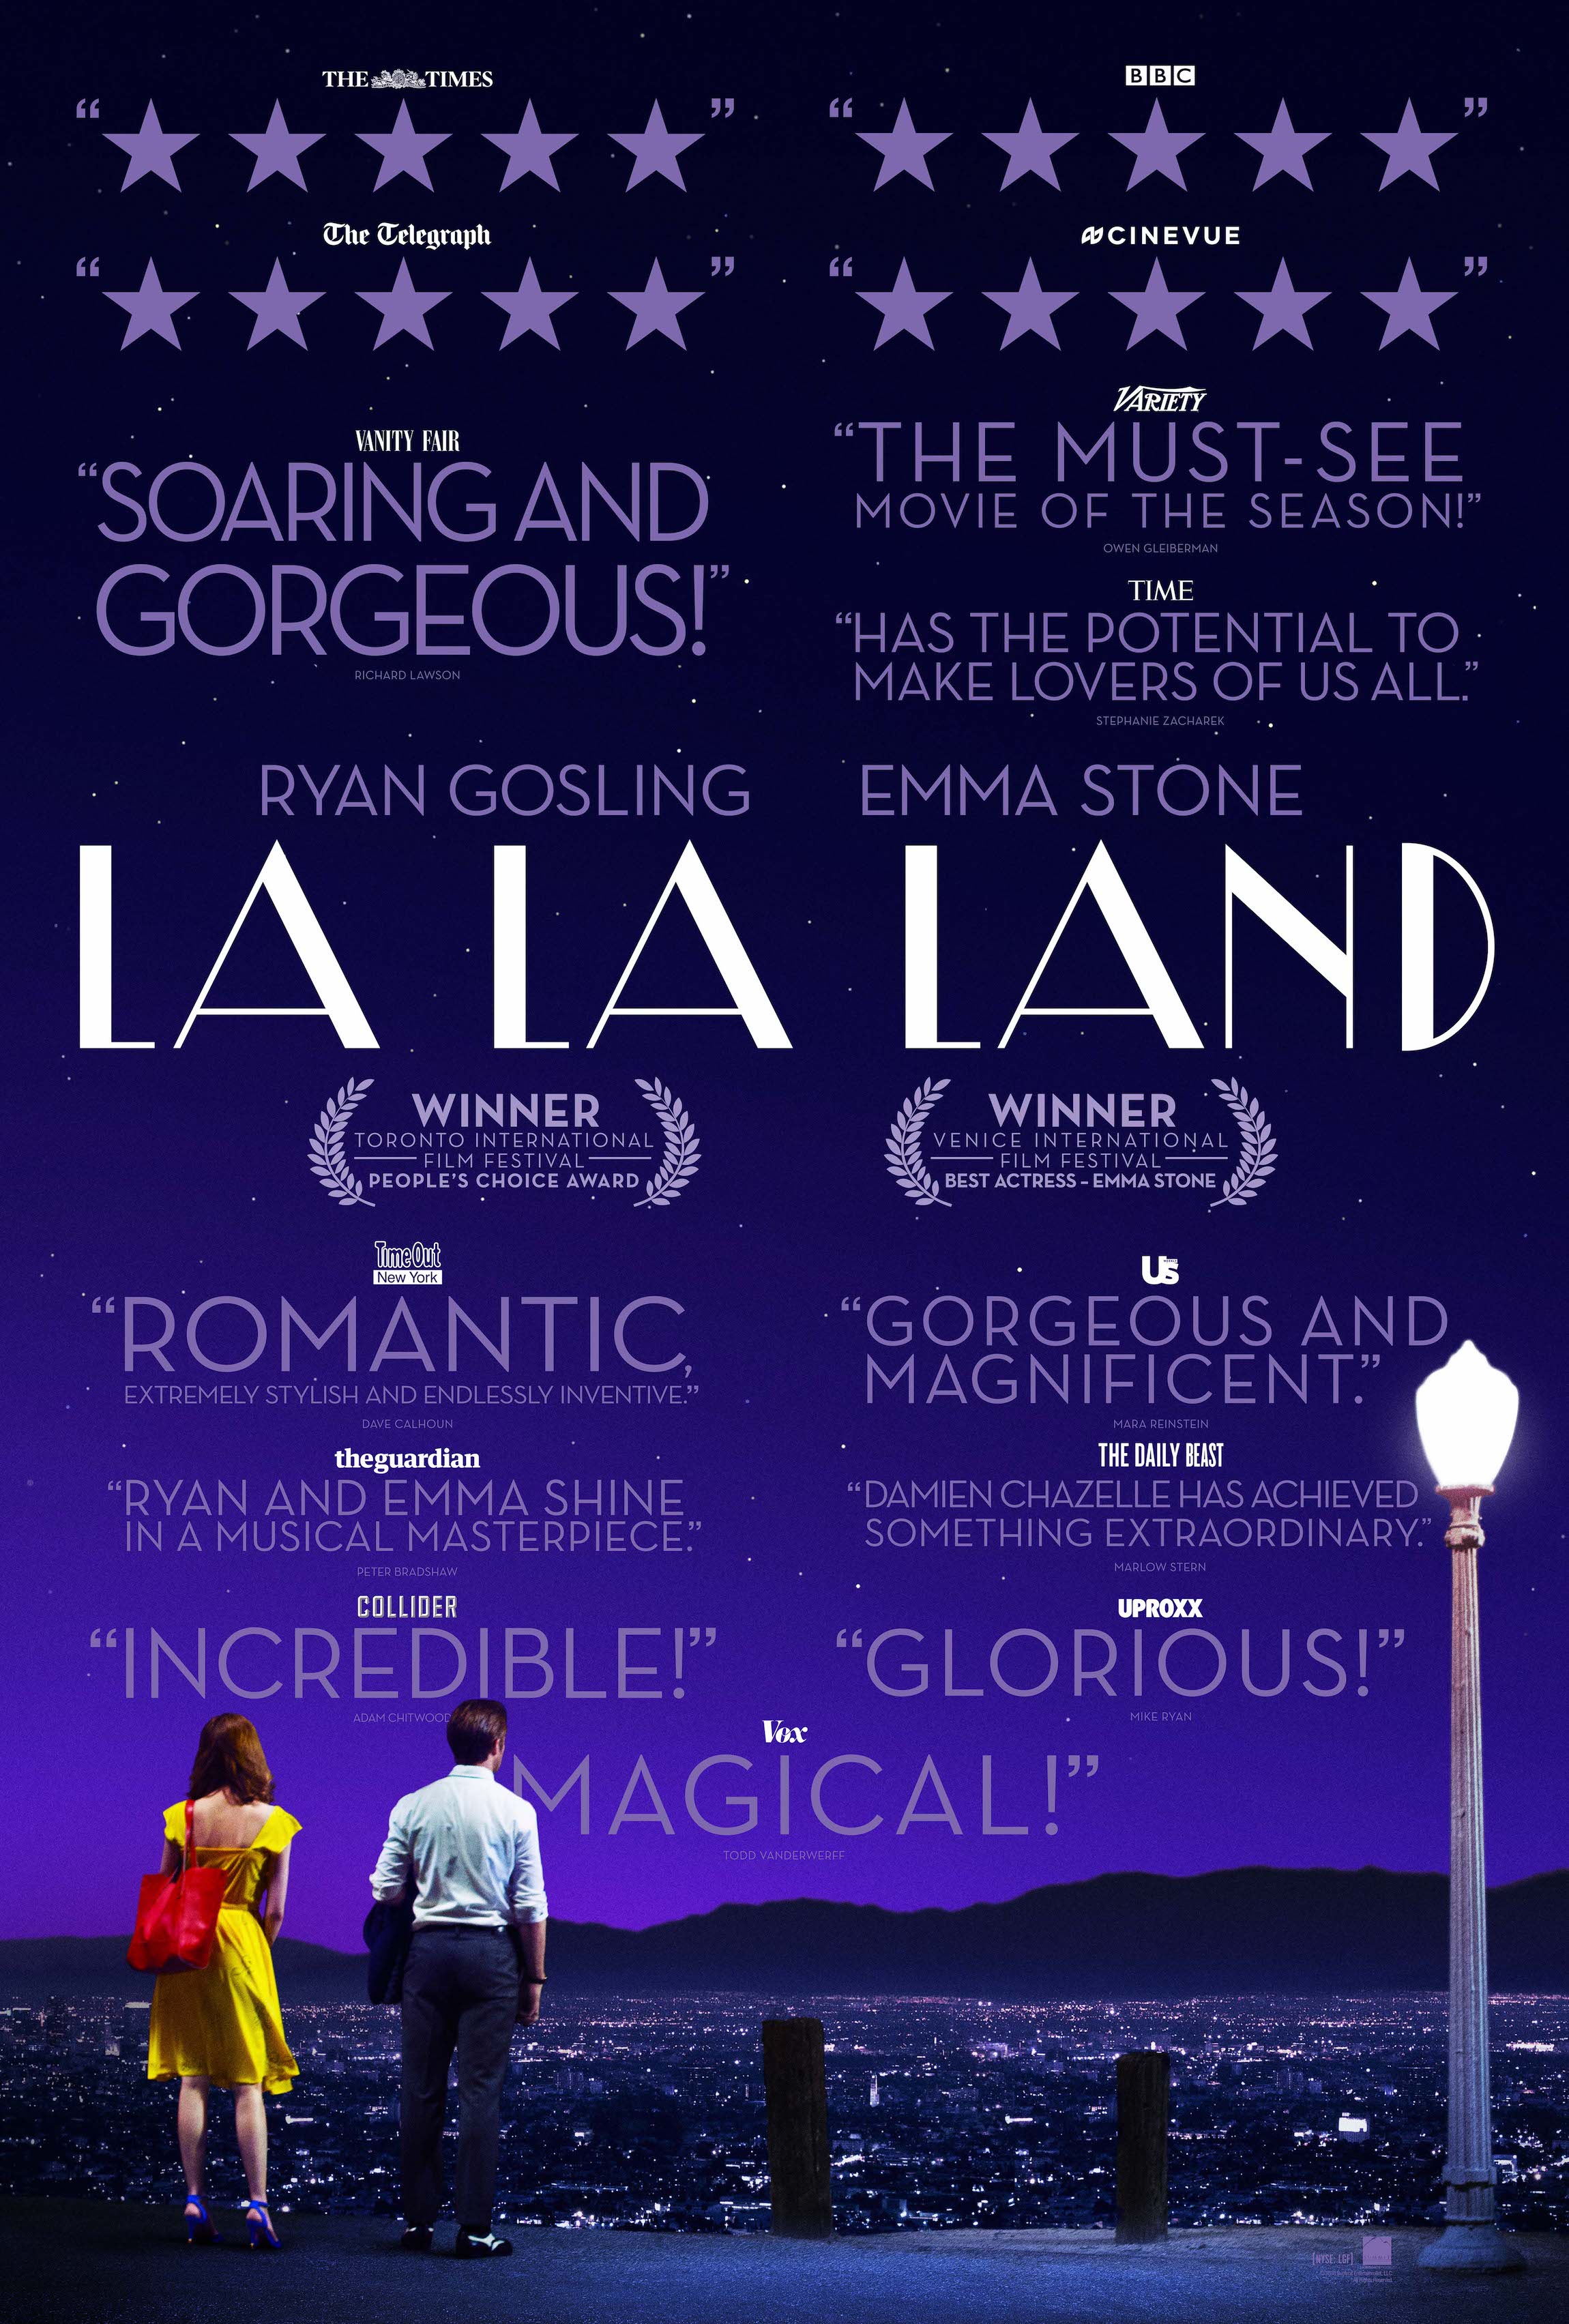 THE TIMES
“★★★★★”
BBC
“★★★★★”
The Telegraph
“★★★★★”
CINEVUE
“★★★★★”
VANITY FAIR
“SOARING AND
GORGEOUS!”
RICHARD LAWSON
VARIETY
“THE MUST-SEE
MOVIE OF THE SEASON!”
OWEN GLEIBERMAN
TIME
“HAS THE POTENTIAL TO
MAKE LOVERS OF US ALL.”
STEPHANIE ZACHAREK
RYAN GOSLING EMMA STONE
LA LA LAND
WINNER
TORONTO INTERNATIONAL
FILM FESTIVAL
PEOPLE’S CHOICE AWARD
WINNER
VENICE INTERNATIONAL
FILM FESTIVAL
BEST ACTRESS – EMMA STONE
TimeOut
New York
“ROMANTIC,
EXTREMELY STYLISH AND ENDLESSLY INVENTIVE.”
DAVE CALHOUN
Us
“GORGEOUS AND
MAGNIFICENT.”
MARA REINSTEIN
theguardian
“RYAN AND EMMA SHINE
IN A MUSICAL MASTERPIECE.”
PETER BRADSHAW
THE DAILY BEAST
“DAMIEN CHAZELLE HAS ACHIEVED
SOMETHING EXTRAORDINARY.”
MARLOW STERN
COLLIDER
“INCREDIBLE!”
ADAM CHITWOOD
UPROXX
“GLORIOUS!”
MIKE RYAN
Vox
MAGICAL!”
TODD VANDERWERFF
[NYSE: LGF]